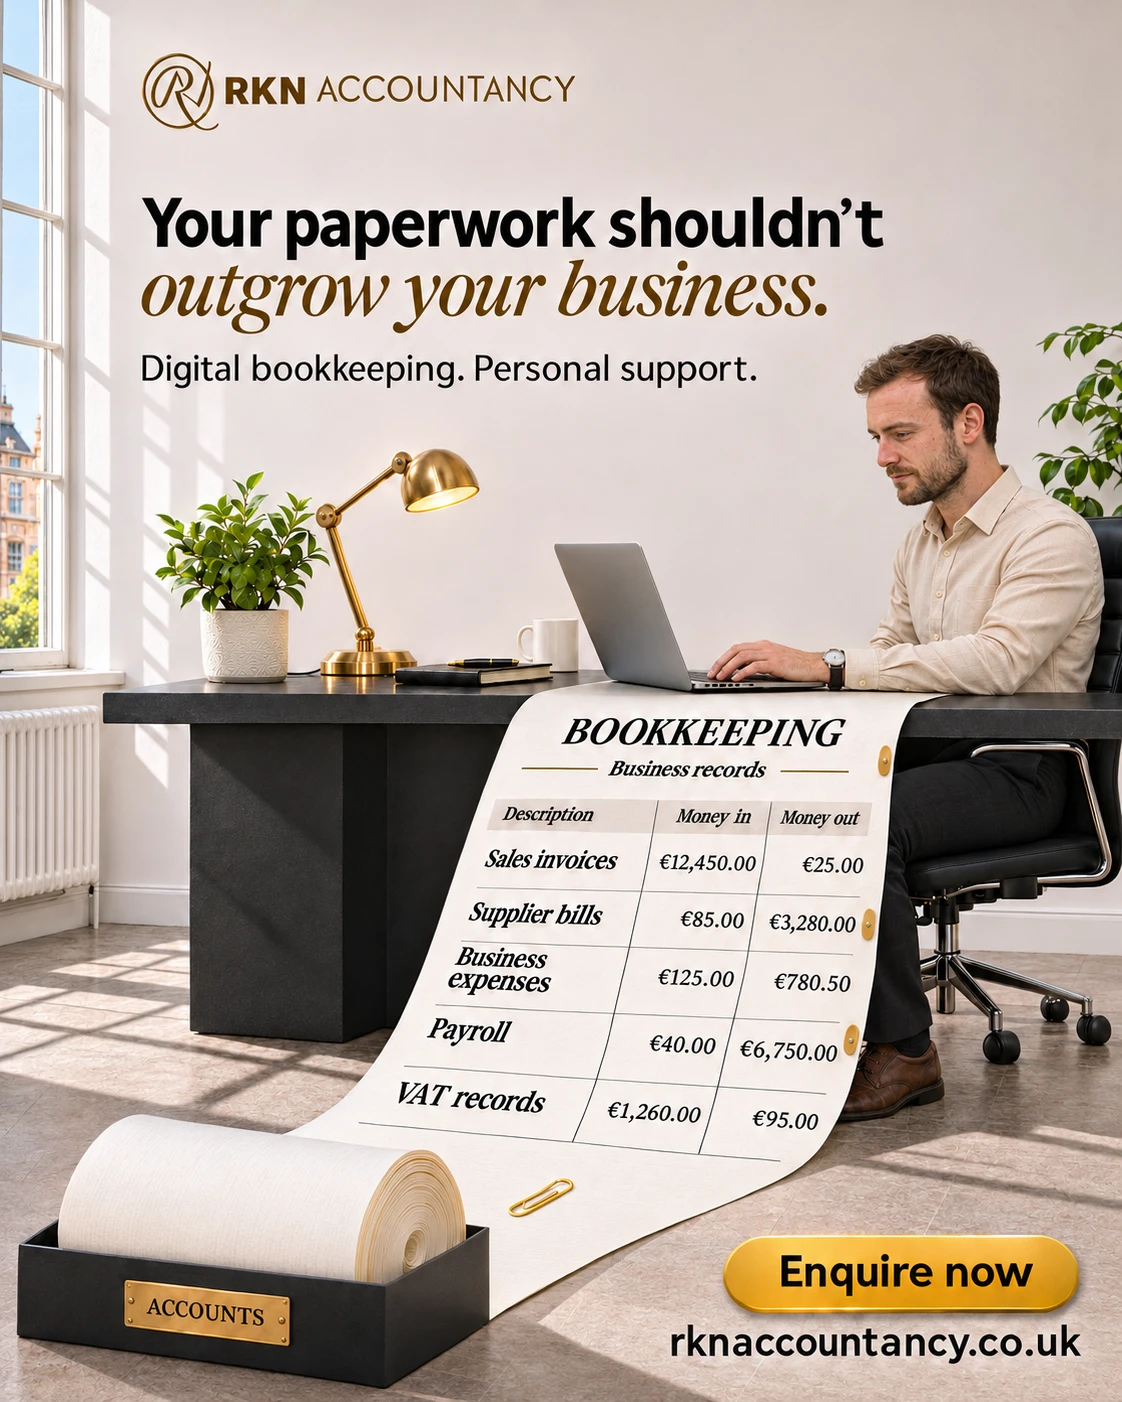 RKN ACCOUNTANCY
Your paperwork shouldn't
outgrow your business.
Digital bookkeeping. Personal support.
BOOKKEEPING
Business records
Description Money in Money out
Sales invoices €12,450.00 €25.00
Supplier bills €85.00 €3,280.00
Business
expenses €125.00 €780.50
Payroll €40.00 €6,750.00
VAT records €1,260.00 €95.00
ACCOUNTS
Enquire now
rknaccountancy.co.uk